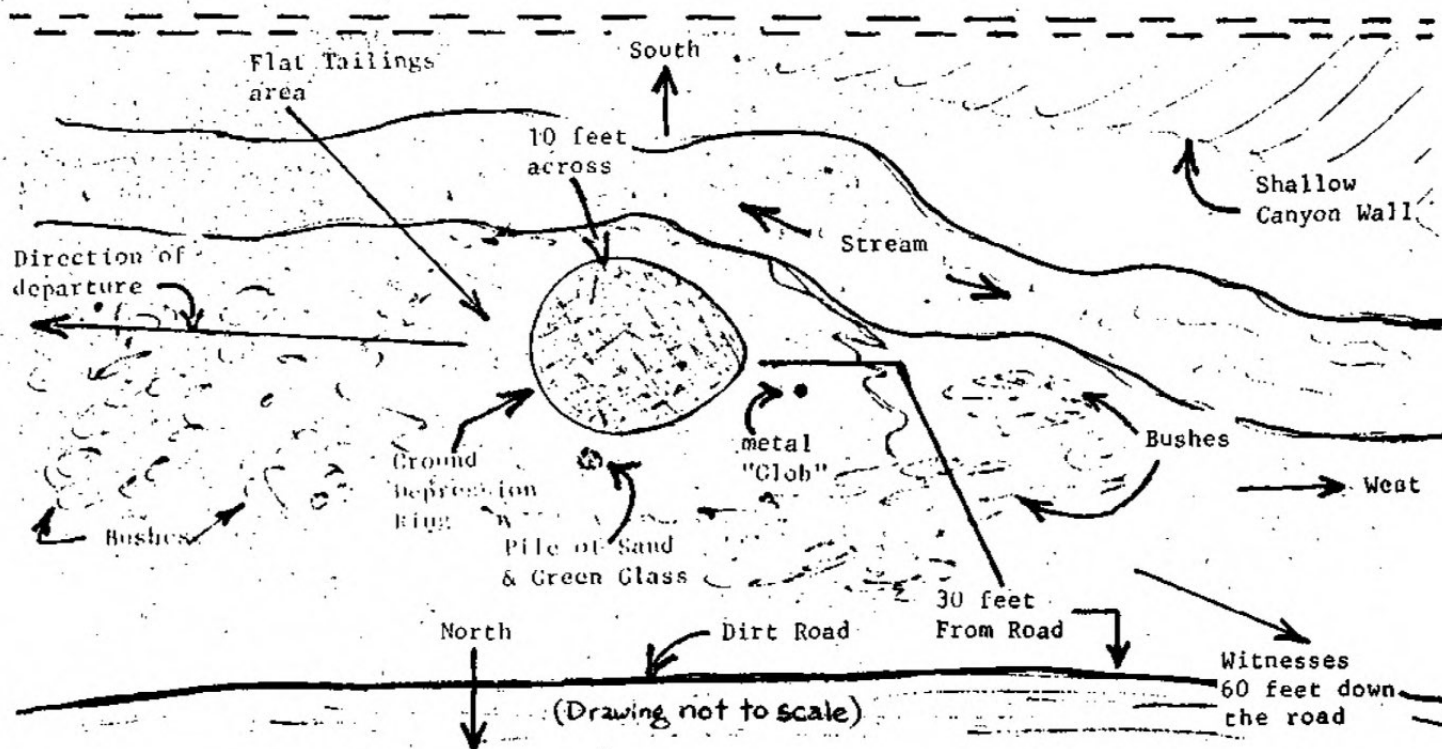 South
Flat Tailings
area
10 feet
across
Shallow
Canyon Wall
Stream
Direction of
departure
metal
"Glob"
Bushes
West
Ground
Depression
Ring
Bushes
Pile of Sand
& Green Glass
30 feet
From Road
North
Dirt Road
Witnesses
60 feet down
the road
(Drawing not to scale)